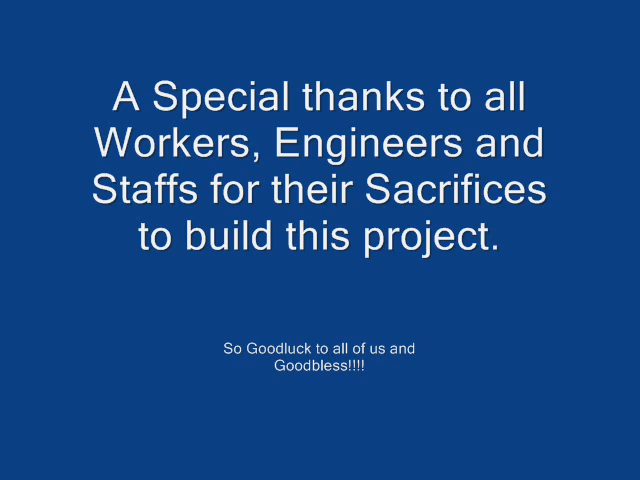 A Special thanks to all
Workers, Engineers and
Staffs for their Sacrifices
to build this project.
So Goodluck to all of us and
Goodbless!!!!